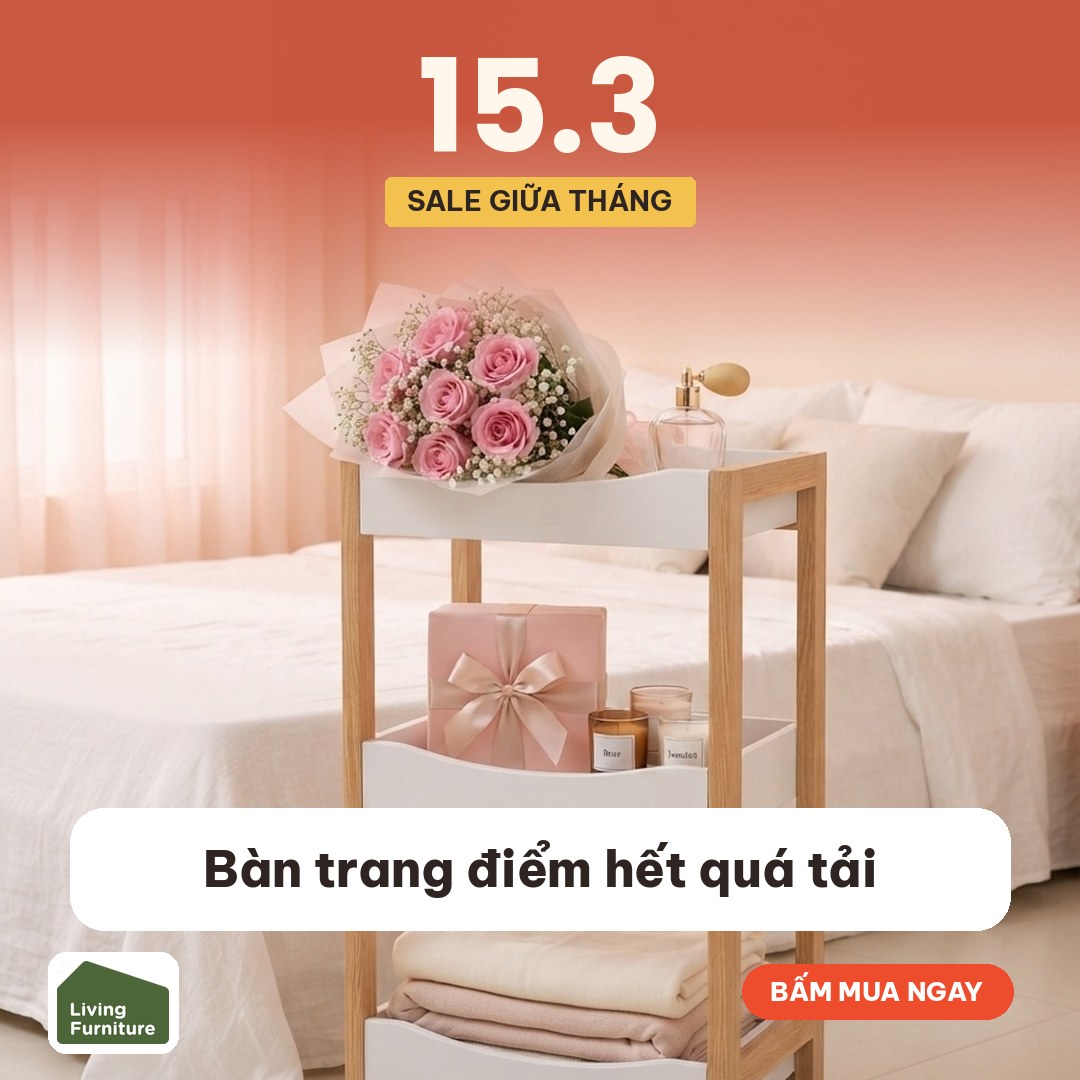 15.3
SALE GIỮA THÁNG
Bàn trang điểm hết quá tải
Living
Furniture
BẤM MUA NGAY